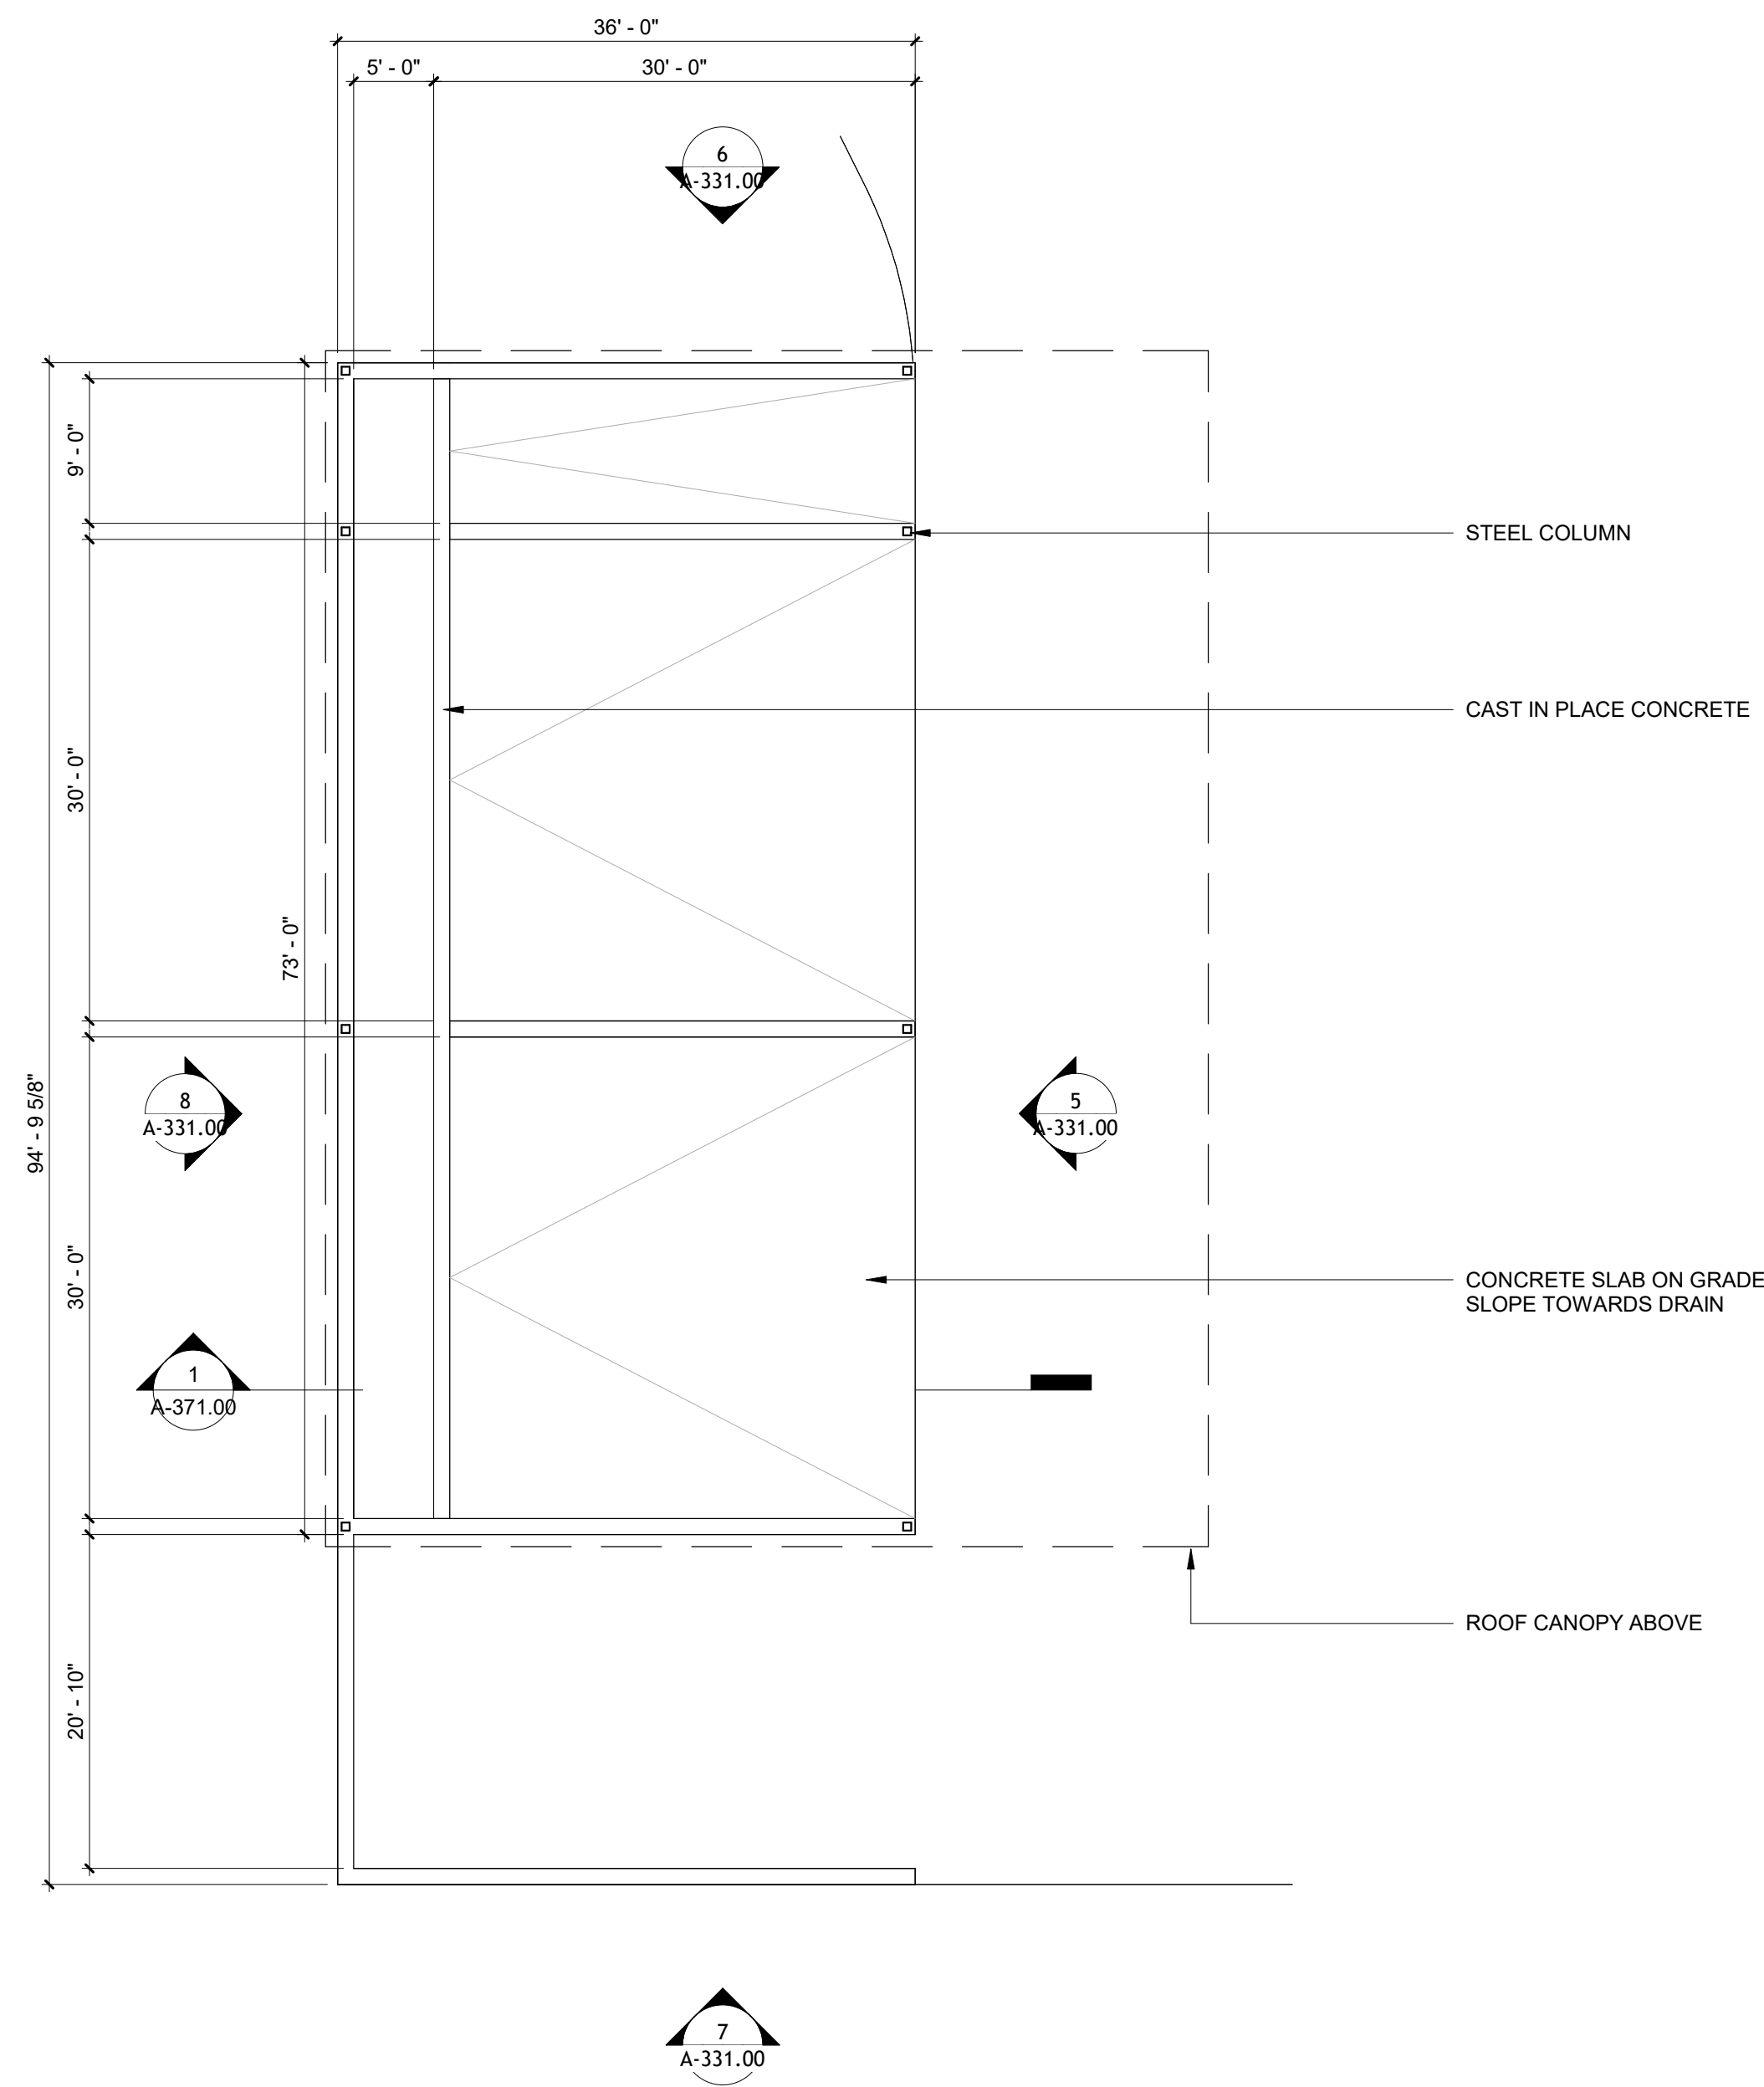 36' - 0"
5' - 0"
30' - 0"
6
A-331.00
9' - 0"
STEEL COLUMN
CAST IN PLACE CONCRETE
30' - 0"
73' - 0"
94' - 9 5/8"
8
A-331.00
5
A-331.00
30' - 0"
CONCRETE SLAB ON GRADE
SLOPE TOWARDS DRAIN
1
A-371.00
ROOF CANOPY ABOVE
20' - 10"
7
A-331.00